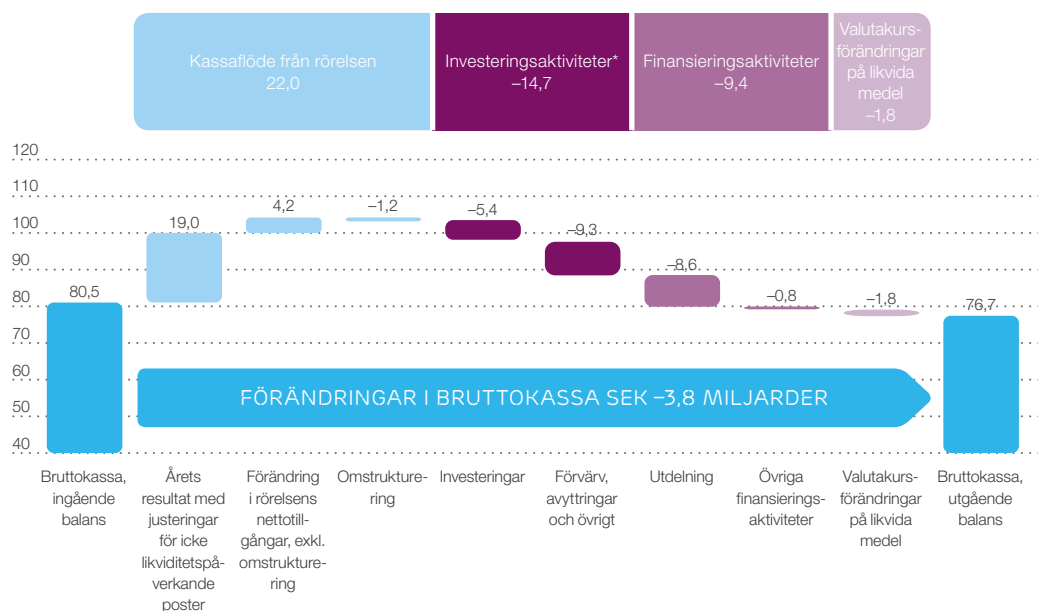 Kassaflöde från rörelsen
22,0
Investeringsaktiviteter*
–14,7
Finansieringsaktiviteter
–9,4
Valutakurs-
förändringar
på likvida
medel
–1,8
120
110
100
90
80
70
60
50
40
80,5
19,0
4,2
–1,2
–5,4
–9,3
–8,6
–0,8
–1,8
76,7
FÖRÄNDRINGAR I BRUTTOKASSA SEK –3,8 MILJARDER
Bruttokassa,
ingående
balans
Årets
resultat med
justeringar
för icke
likviditetspå-
verkande
poster
Förändring
i rörelsens
nettotill-
gångar, exkl.
omstrukture-
ring
Omstrukture-
ring
Investeringar
Förvärv,
avyttringar
och övrigt
Utdelning
Övriga
finansierings-
aktiviteter
Valutakurs-
förändringar
på likvida
medel
Bruttokassa,
utgående
balans